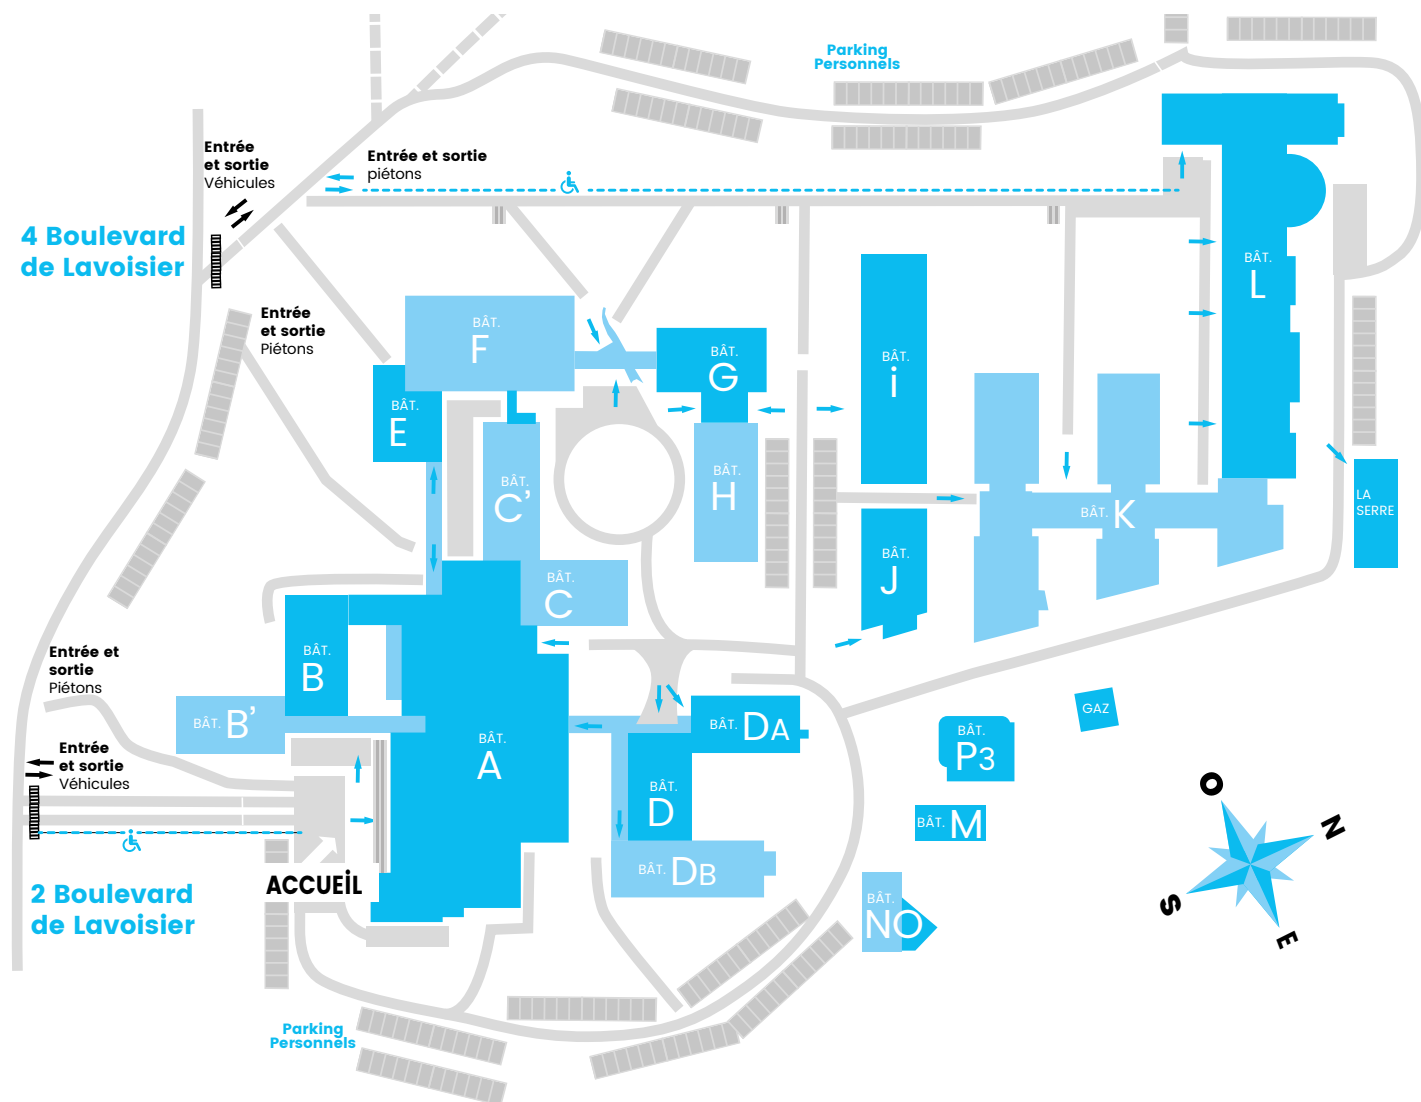 Parking
Personnels
Entrée
et sortie
Véhicules
Entrée et sortie
piétons
4 Boulevard
de Lavoisier
Entrée
et sortie
Piétons
BÂT.
F
BÂT.
G
BÂT.
i
BÂT.
L
BÂT.
E
BÂT.
C'
BÂT.
H
BÂT. K
LA
SERRE
BÂT.
C
BÂT.
J
Entrée et
sortie
Piétons
BÂT.
B
BÂT. B'
BÂT.
A
BÂT. DA
GAZ
BÂT.
P3
Entrée
et sortie
Véhicules
BÂT.
D
BÂT. M
BÂT. DB
ACCUEİL
2 Boulevard
de Lavoisier
BÂT.
NO
O
N
S
E
Parking
Personnels